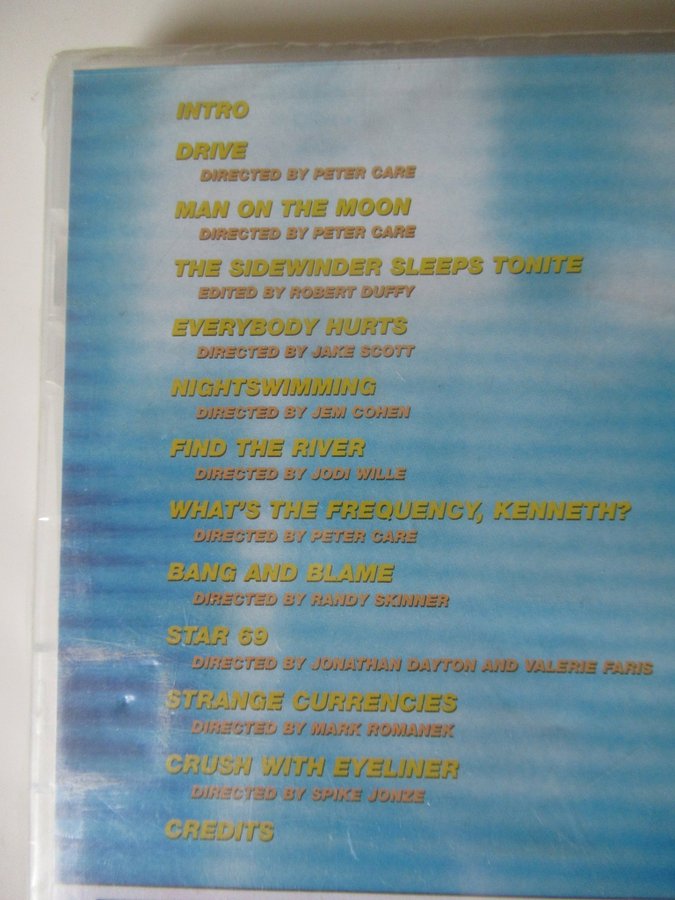 INTRO
DRIVE
DIRECTED BY PETER CARE
MAN ON THE MOON
DIRECTED BY PETER CARE
THE SIDEWINDER SLEEPS TONITE
EDITED BY ROBERT DUFFY
EVERYBODY HURTS
DIRECTED BY JAKE SCOTT
NIGHTSWIMMING
DIRECTED BY JEM COHEN
FIND THE RIVER
DIRECTED BY JODI WILLE
WHAT'S THE FREQUENCY, KENNETH?
DIRECTED BY PETER CARE
BANG AND BLAME
DIRECTED BY RANDY SKINNER
STAR 69
DIRECTED BY JONATHAN DAYTON AND VALERIE FARIS
STRANGE CURRENCIES
DIRECTED BY MARK ROMANEK
CRUSH WITH EYELINER
DIRECTED BY SPIKE JONZE
CREDITS